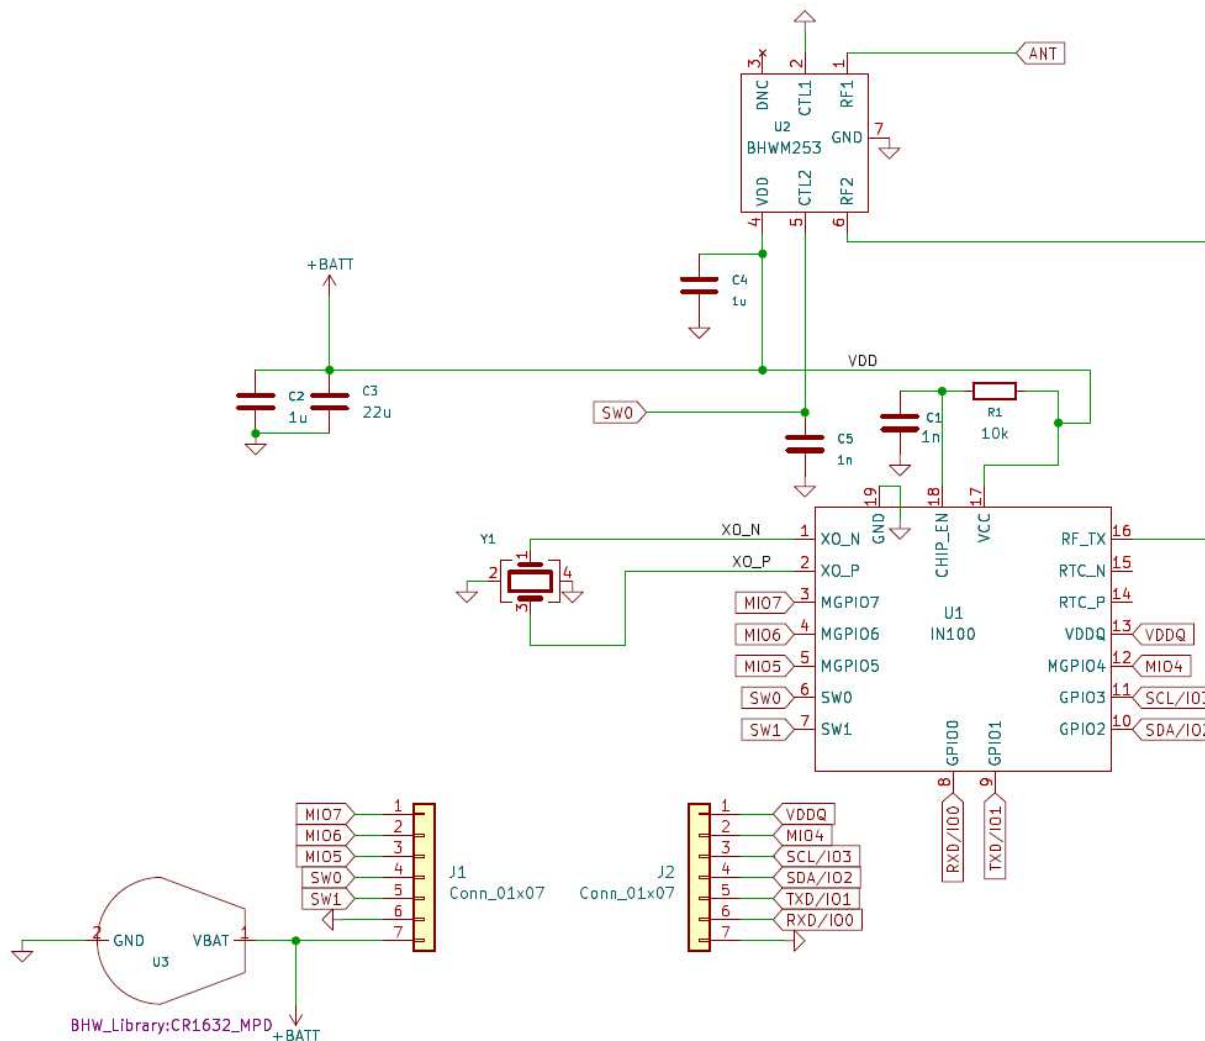 ANT
3
2
1
DNC
CTL1
RF1
U2
BHWM253
GND
7
VDD
CTL2
RF2
4
5
6
+BATT
C4
1u
VDD
C2
1u
C3
22u
SW0
C1
1n
R1
10k
C5
1n
19
18
17
GND
CHIP_EN
VCC
Y1
1
2
4
3
XO_N
XO_P
1
XO_N
2
XO_P
MIO7
3
MGPIO7
MIO6
4
MGPIO6
MIO5
5
MGPIO5
SW0
6
SW0
SW1
7
SW1
U1
IN100
RF_TX
16
RTC_N
15
RTC_P
14
VDDQ
13
VDDQ
MGPIO4
12
MIO4
GPIO3
11
SCL/IO3
GPIO2
10
SDA/IO2
GPIO0
GPIO1
8
9
RXD/IO0
TXD/IO1
MIO7
1
MIO6
2
MIO5
3
SW0
4
SW1
5
6
7
J1
Conn_01x07
J2
Conn_01x07
1
VDDQ
2
MIO4
3
SCL/IO3
4
SDA/IO2
5
TXD/IO1
6
RXD/IO0
7
2
GND
VBAT
1
U3
BHW_Library:CR1632_MPD
+BATT